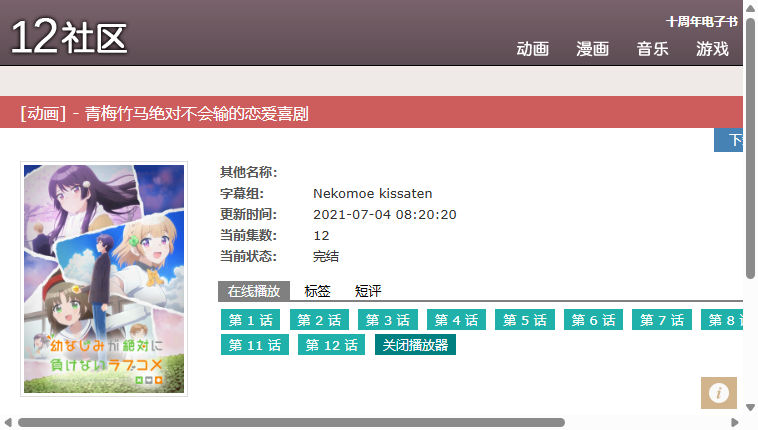 十周年电子书
12社区
动画 漫画 音乐 游戏
[动画] - 青梅竹马绝对不会输的恋爱喜剧
下
其他名称:
字幕组: Nekomoe kissaten
更新时间: 2021-07-04 08:20:20
当前集数: 12
当前状态: 完结
在线播放 标签 短评
第 1 话 第 2 话 第 3 话 第 4 话 第 5 话 第 6 话 第 7 话 第 8
第 11 话 第 12 话 关闭播放器
幼なじみが絶対に
負けないラブコメ
i